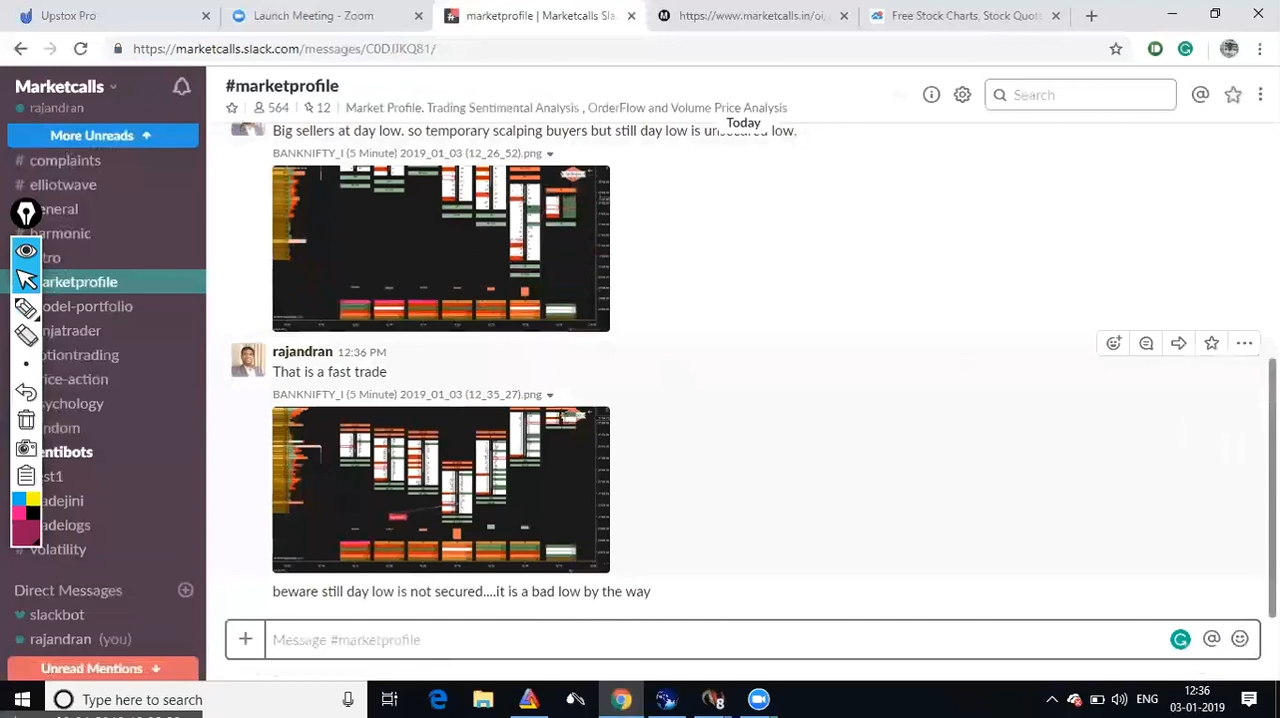 Upstox Pro
Launch Meeting - Zoom
marketprofile | Marketcalls Sla
https://www.marketcalls.in/oi,
Free Stock Charts, Stock Quot
https://marketcalls.slack.com/messages/C0DJJKQ81/
Marketcalls
rajandran
More Unreads
# complaints
# elliotwave
eneral
armonic
tro
arketprofile
odel-portfolio
injatrader
ptiontrading
rice-action
sychology
ndom
entibots
est1
adejini
adelogs
# volatility
Direct Messages
slackbot
rajandran (you)
Unread Mentions
#marketprofile
564
12
Market Profile. Trading Sentimental Analysis , OrderFlow and Volume Price Analysis
Search
Today
Big sellers at day low. so temporary scalping buyers but still day low is unsecured low.
BANKNIFTY_I (5 Minute) 2019_01_03 (12_26_52).png
rajandran 12:36 PM
That is a fast trade
BANKNIFTY_I (5 Minute) 2019_01_03 (12_35_27).png
beware still day low is not secured....it is a bad low by the way
Message #marketprofile
Type here to search
ENG
12:36
03-01-2019